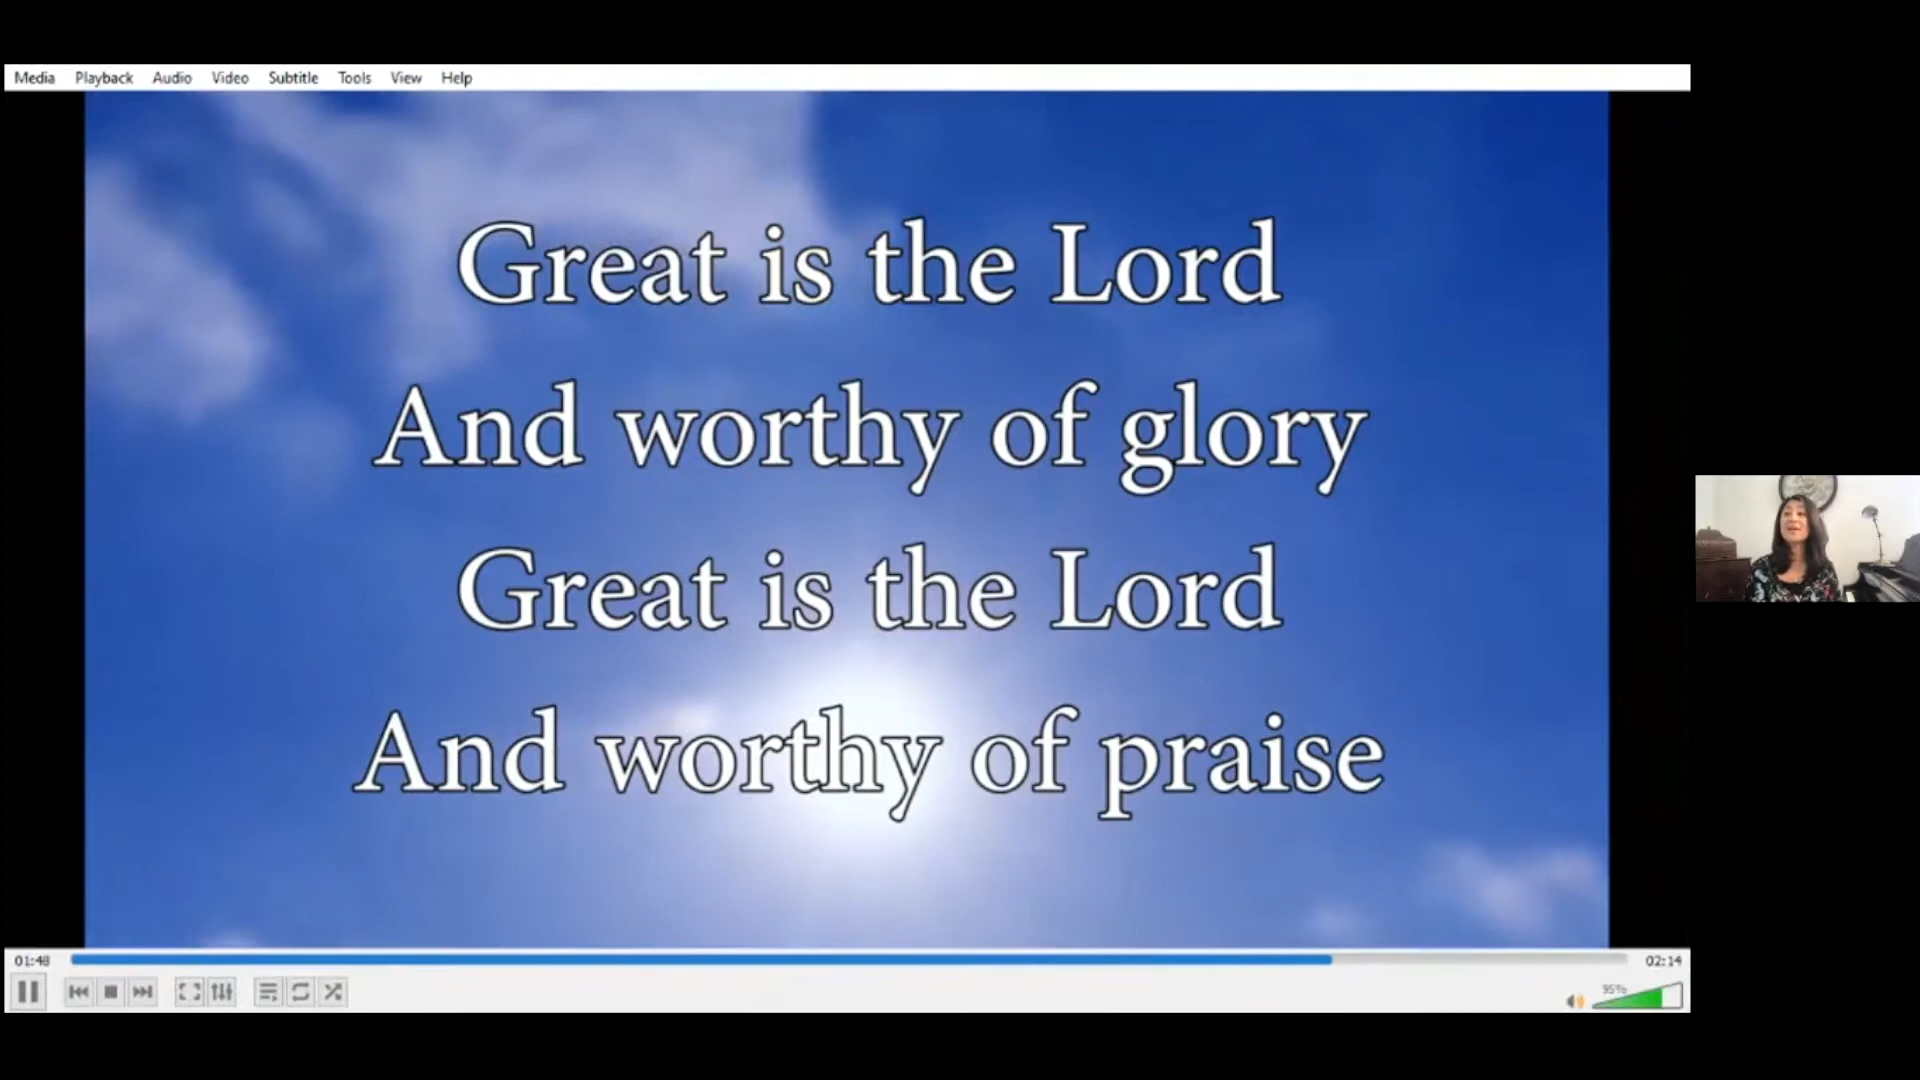 Media Playback Audio Video Subtitle Tools View Help
Great is the Lord
And worthy of glory
Great is the Lord
And worthy of praise
01:48 02:14
95%